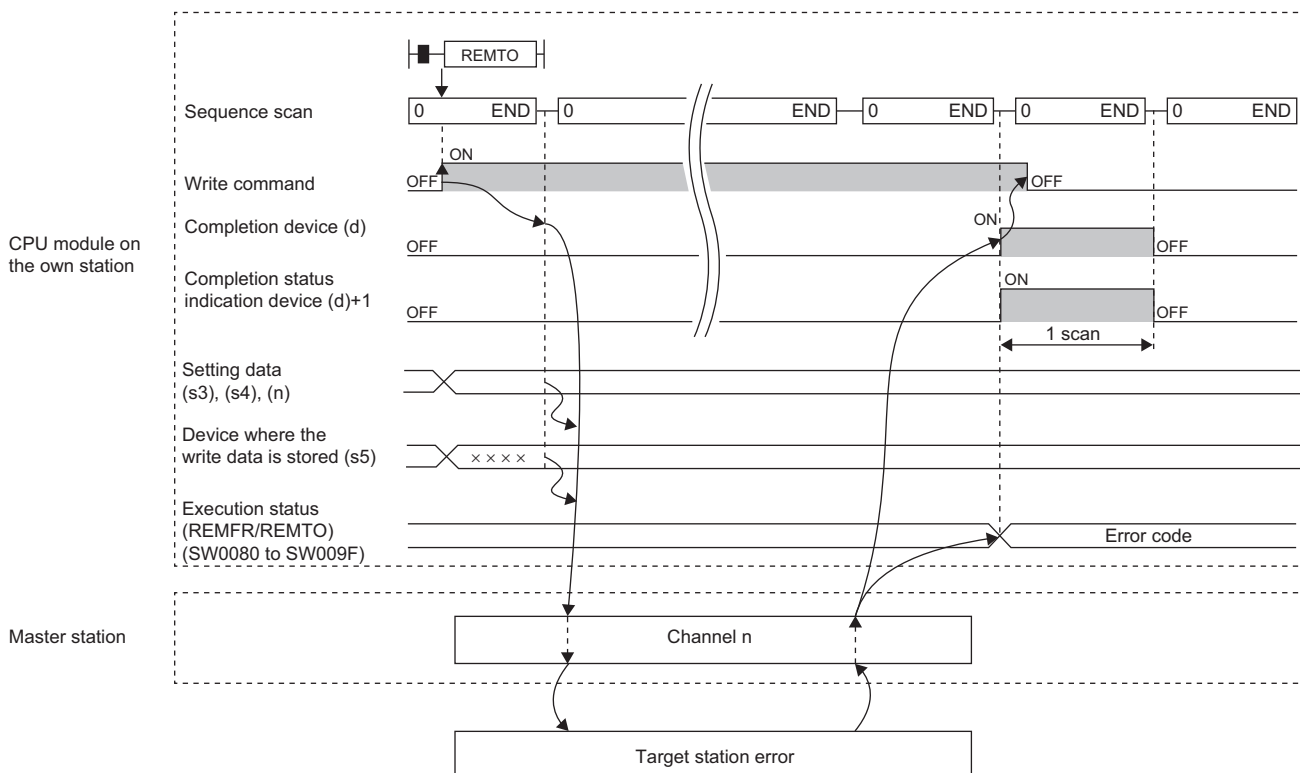 REMTO
Sequence scan
0 END 0 END 0 END 0 END 0 END
ON
Write command
OFF
OFF
Completion device (d)
ON
OFF
OFF
CPU module on
the own station
Completion status
indication device (d)+1
ON
OFF
OFF
1 scan
Setting data
(s3), (s4), (n)
Device where the
write data is stored (s5)
××××
Execution status
(REMFR/REMTO)
(SW0080 to SW009F)
Error code
Master station
Channel n
Target station error